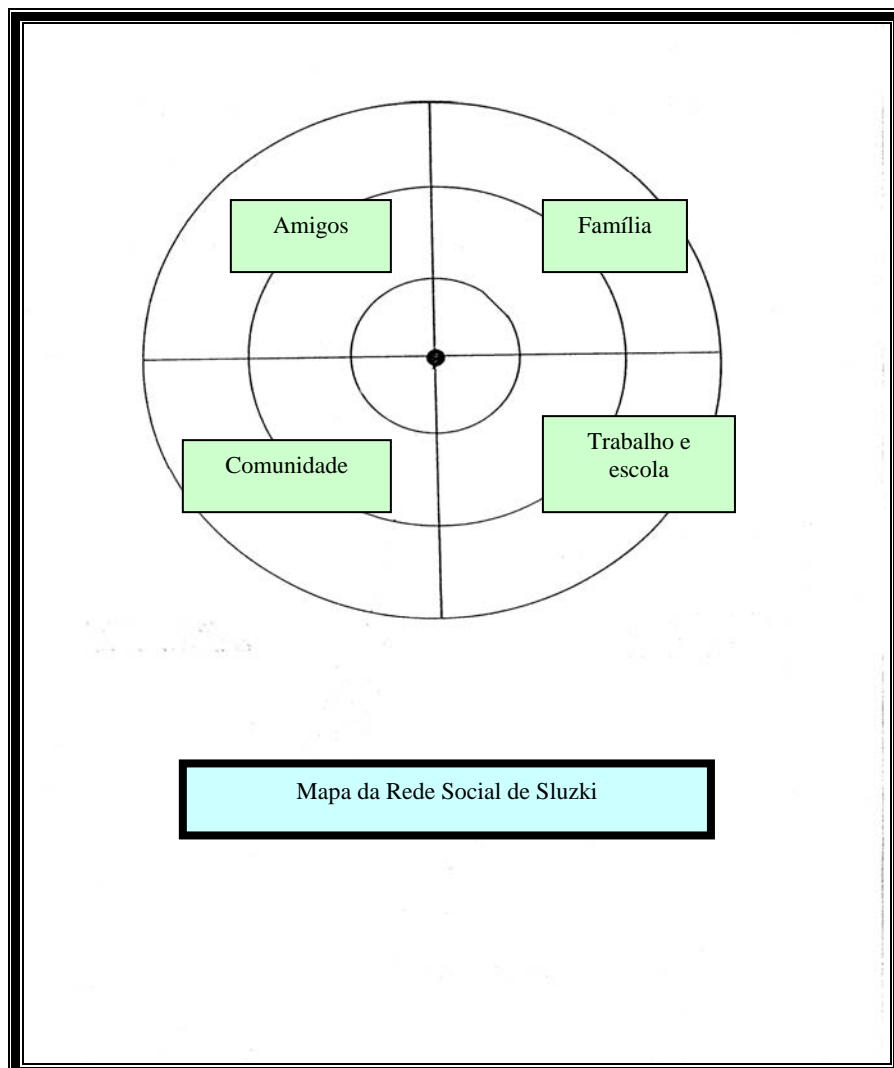 Amigos
Família
Comunidade
Trabalho e
escola
Mapa da Rede Social de Sluzki